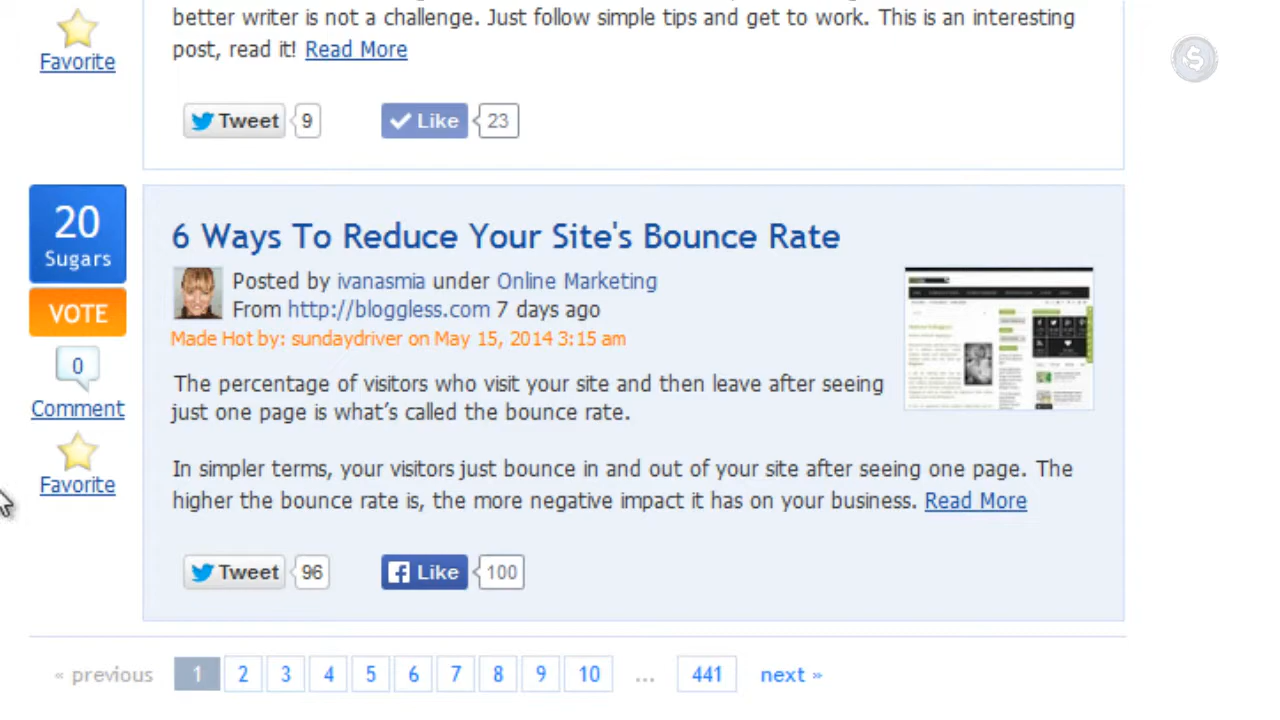 better writer is not a challenge. Just follow simple tips and get to work. This is an interesting
post, read it! Read More
Favorite
Tweet 9 Like 23
20
Sugars
VOTE
0
Comment
Favorite
6 Ways To Reduce Your Site's Bounce Rate
Posted by ivanasmia under Online Marketing
From http://bloggless.com 7 days ago
Made Hot by: sundaydriver on May 15, 2014 3:15 am
The percentage of visitors who visit your site and then leave after seeing
just one page is what’s called the bounce rate.
In simpler terms, your visitors just bounce in and out of your site after seeing one page. The
higher the bounce rate is, the more negative impact it has on your business. Read More
Tweet 96 Like 100
« previous 1 2 3 4 5 6 7 8 9 10 ... 441 next »